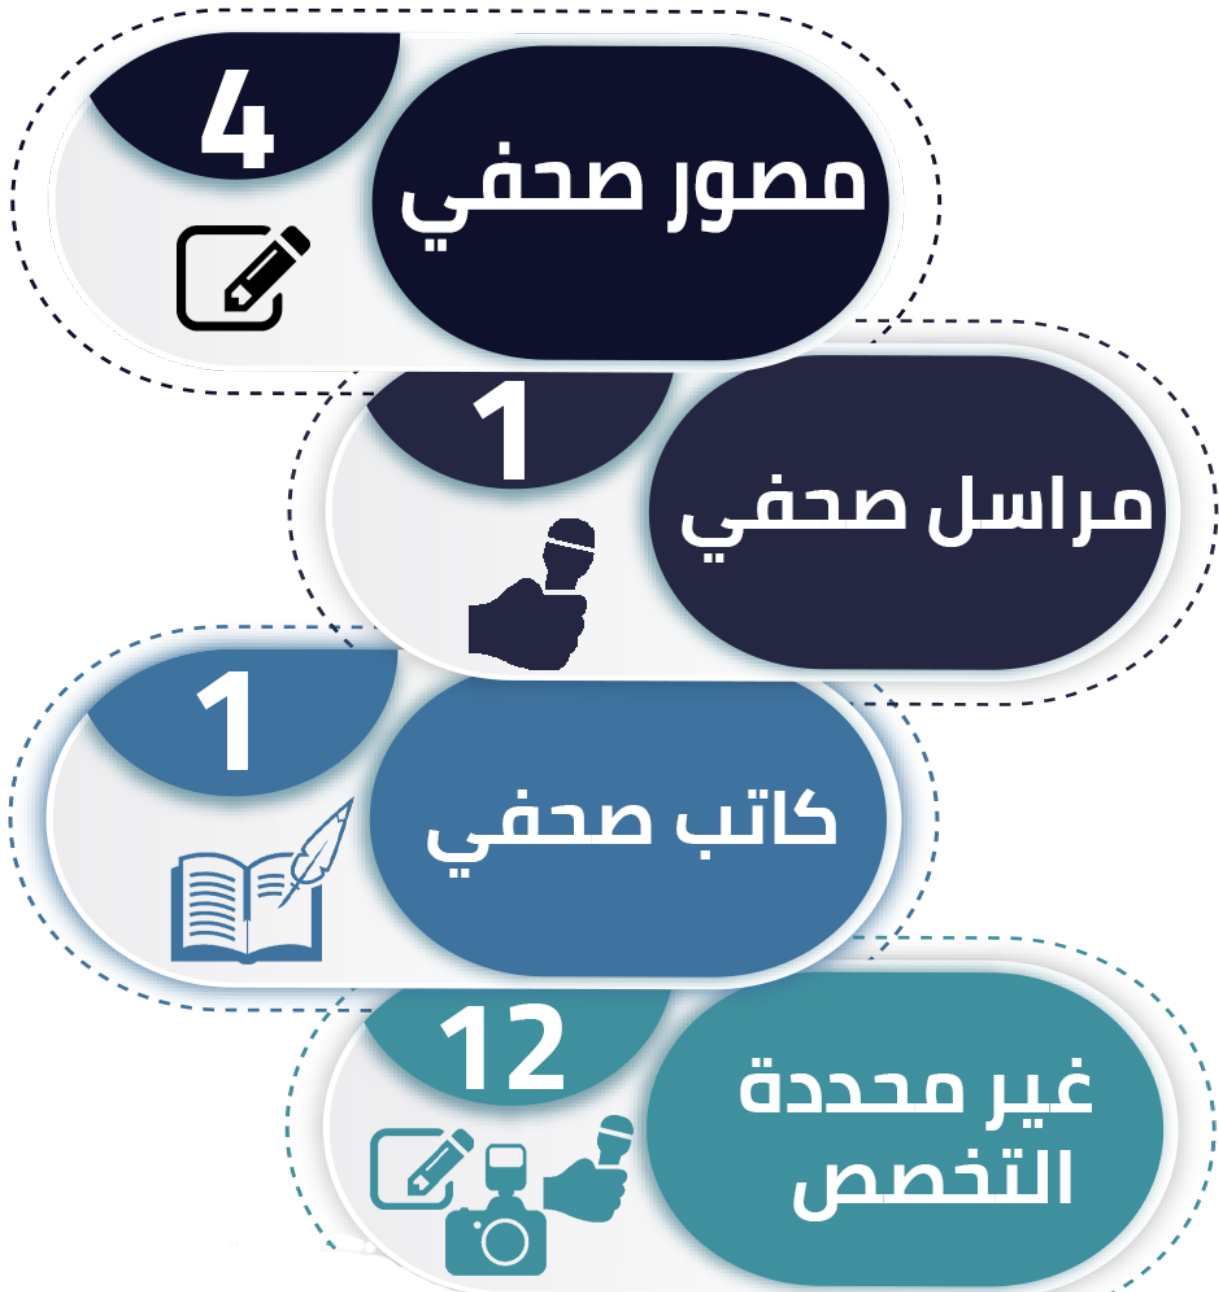 مصور صحفي
4
مراسل صحفي
1
كاتب صحفي
1
غير محددة
التخصص
12